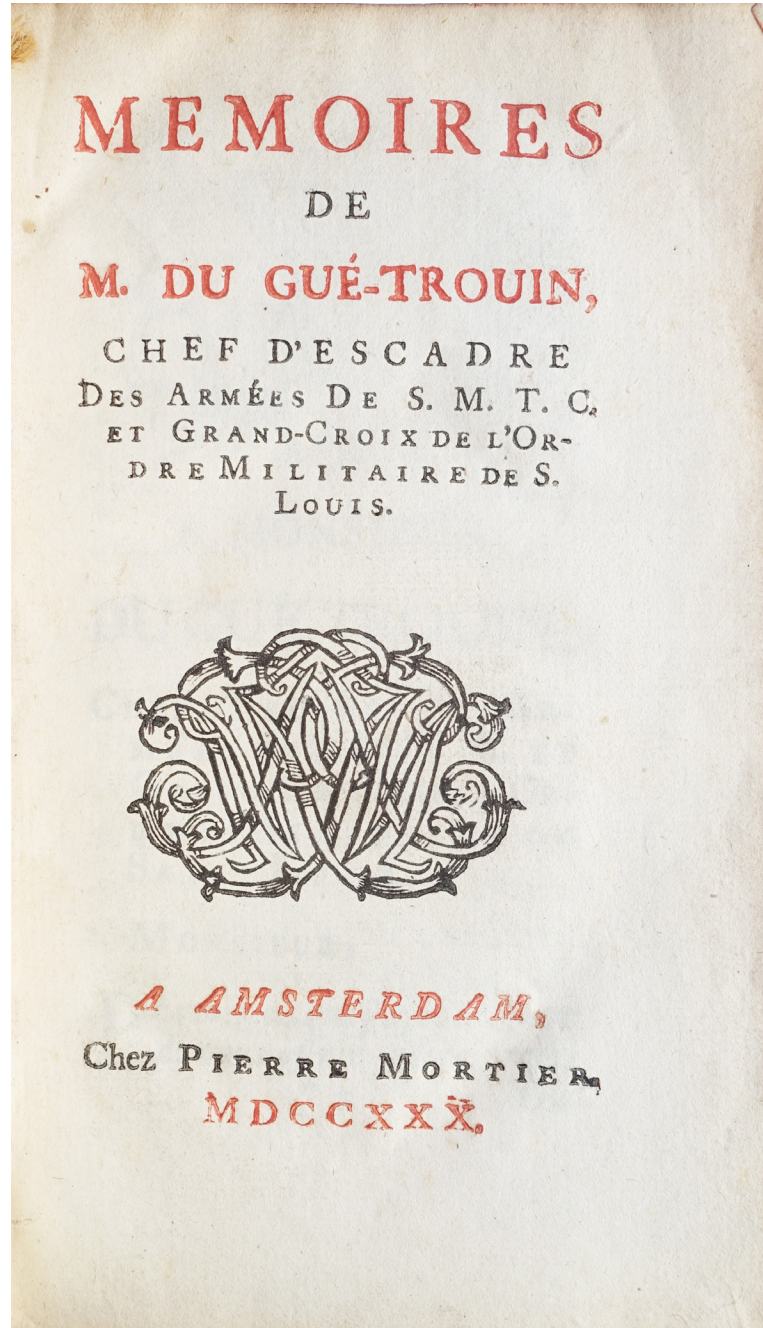 MEMOIRES
DE
M. DU GUÉ-TROUIN,
CHEF D'ESCADRE
DES ARMÉES DE S. M. T. C.
ET GRAND-CROIX DE L'OR-
DRE MILITAIRE DE S.
LOUIS.
A AMSTERDAM,
Chez PIERRE MORTIER,
MDCCXXX.